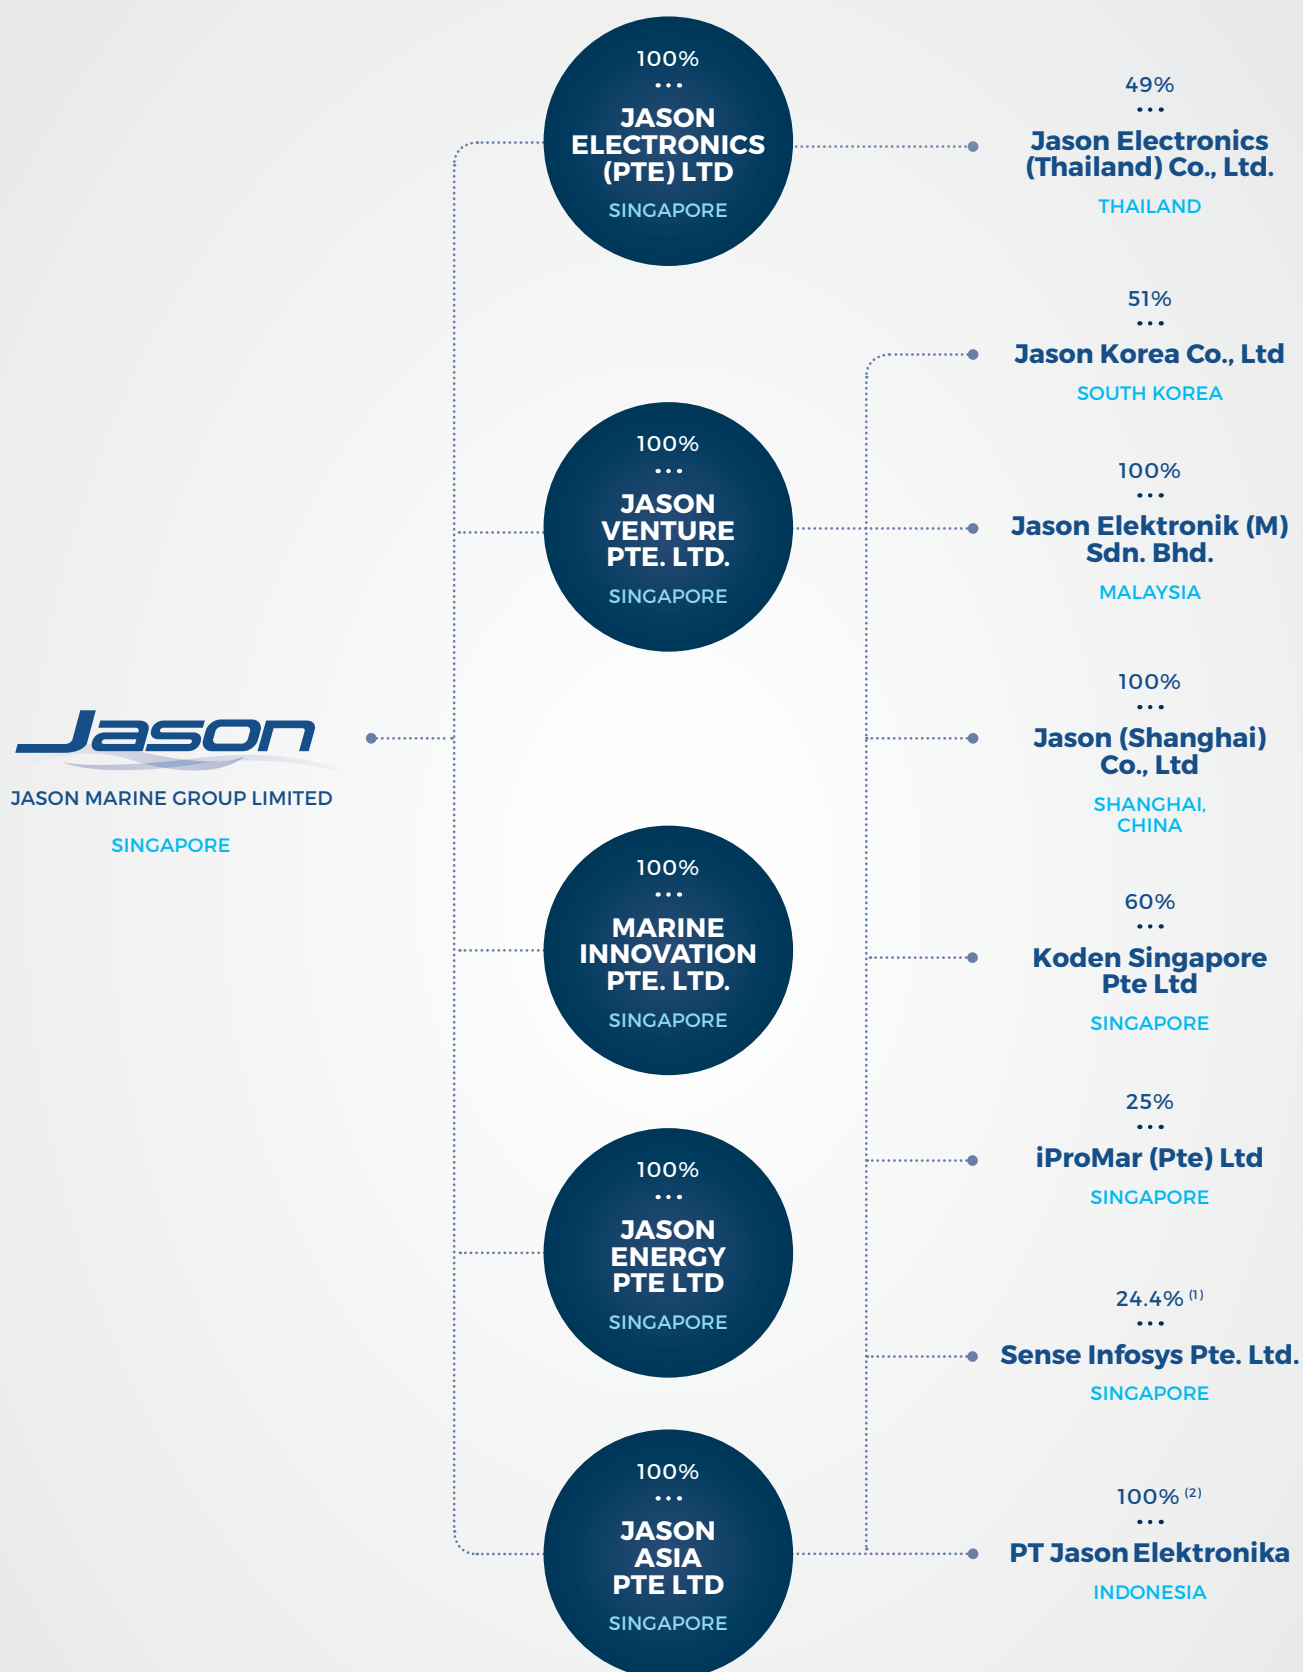 Jason
JASON MARINE GROUP LIMITED
SINGAPORE
100%
JASON
ELECTRONICS
(PTE) LTD
SINGAPORE
100%
JASON
VENTURE
PTE. LTD.
SINGAPORE
100%
MARINE
INNOVATION
PTE. LTD.
SINGAPORE
100%
JASON
ENERGY
PTE LTD
SINGAPORE
100%
JASON
ASIA
PTE LTD
SINGAPORE
49%
Jason Electronics
(Thailand) Co., Ltd.
THAILAND
51%
Jason Korea Co., Ltd
SOUTH KOREA
100%
Jason Elektronik (M)
Sdn. Bhd.
MALAYSIA
100%
Jason (Shanghai)
Co., Ltd
SHANGHAI,
CHINA
60%
Koden Singapore
Pte Ltd
SINGAPORE
25%
iProMar (Pte) Ltd
SINGAPORE
24.4% (1)
Sense Infosys Pte. Ltd.
SINGAPORE
100% (2)
PT Jason Elektronika
INDONESIA